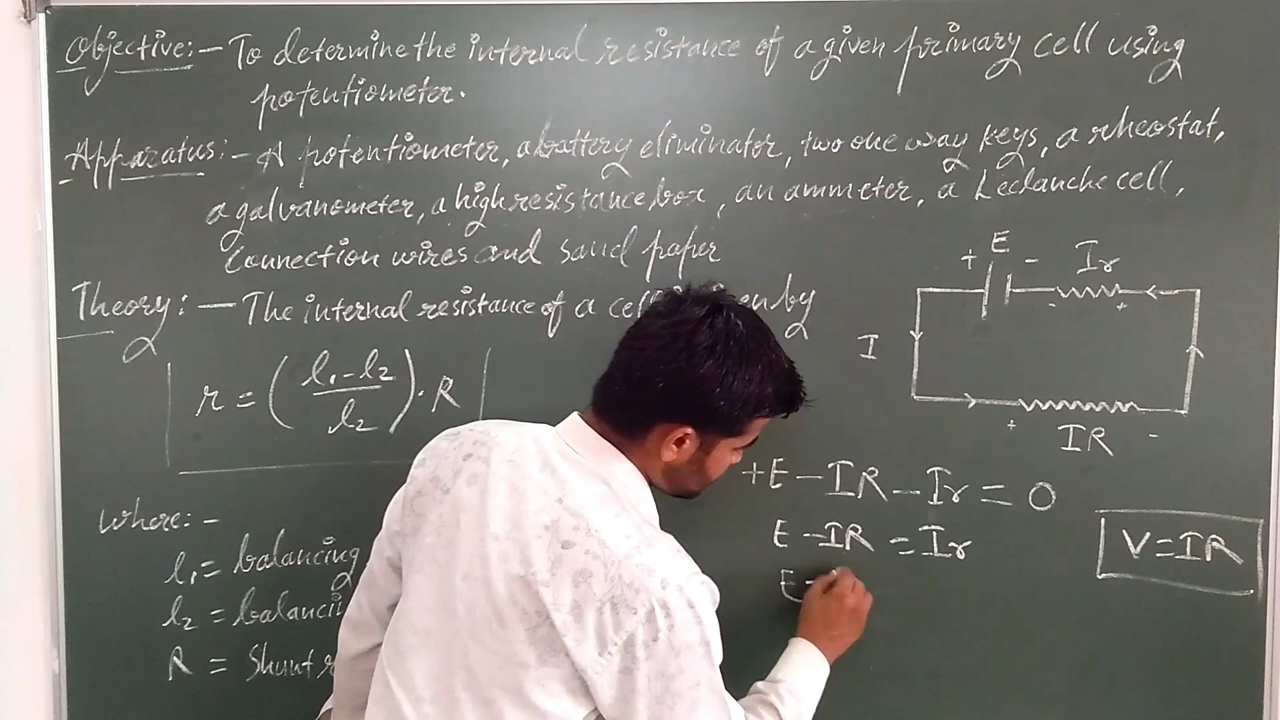 Objective:- To determine the internal resistance of a given primary cell using
potentiometer.
Apparatus:- A potentiometer, a battery eliminator, two one way keys, a rheostat,
a galvanometer, a high resistance box, an ammeter, a Leclanche cell,
Connection wires and sand paper
Theory:- The internal resistance of a cell by
r = (l₁-l₂/l₂)·R
where:-
l₁ = balancing
l₂ =
R = Shunt
E
+ - Ir
- +
I
+ IR -
+E-IR-Ir=0
E-IR=Ir
E-
V=IR